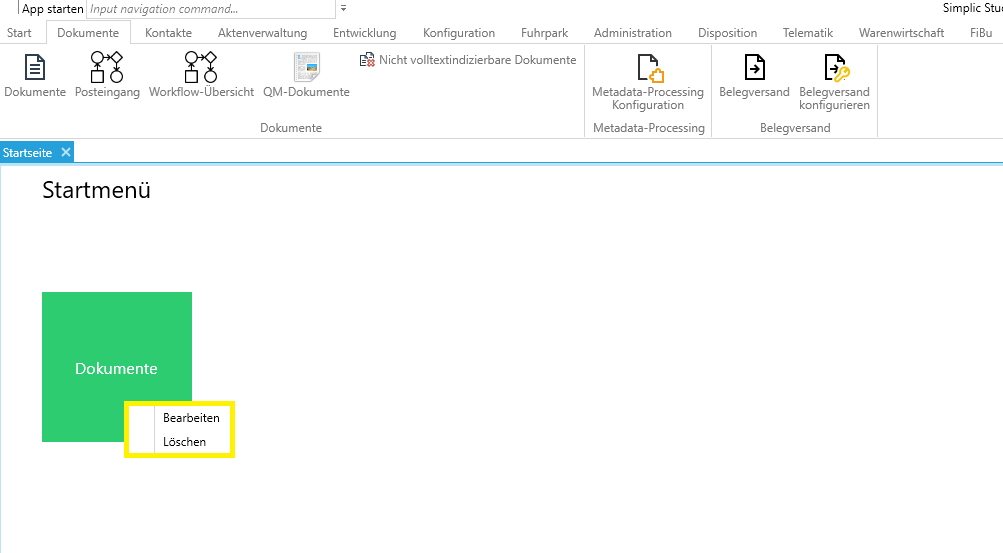 App starten Input navigation command... Simplic Stu
Start Dokumente Kontakte Aktenverwaltung Entwicklung Konfiguration Fuhrpark Administration Disposition Telematik Warenwirtschaft FiBu
Dokumente Posteingang Workflow-Übersicht QM-Dokumente Nicht volltextindizierbare Dokumente Metadata-Processing Konfiguration Belegversand Belegversand konfigurieren
Dokumente Metadata-Processing Belegversand
Startseite
Startmenü
Dokumente
Bearbeiten
Löschen